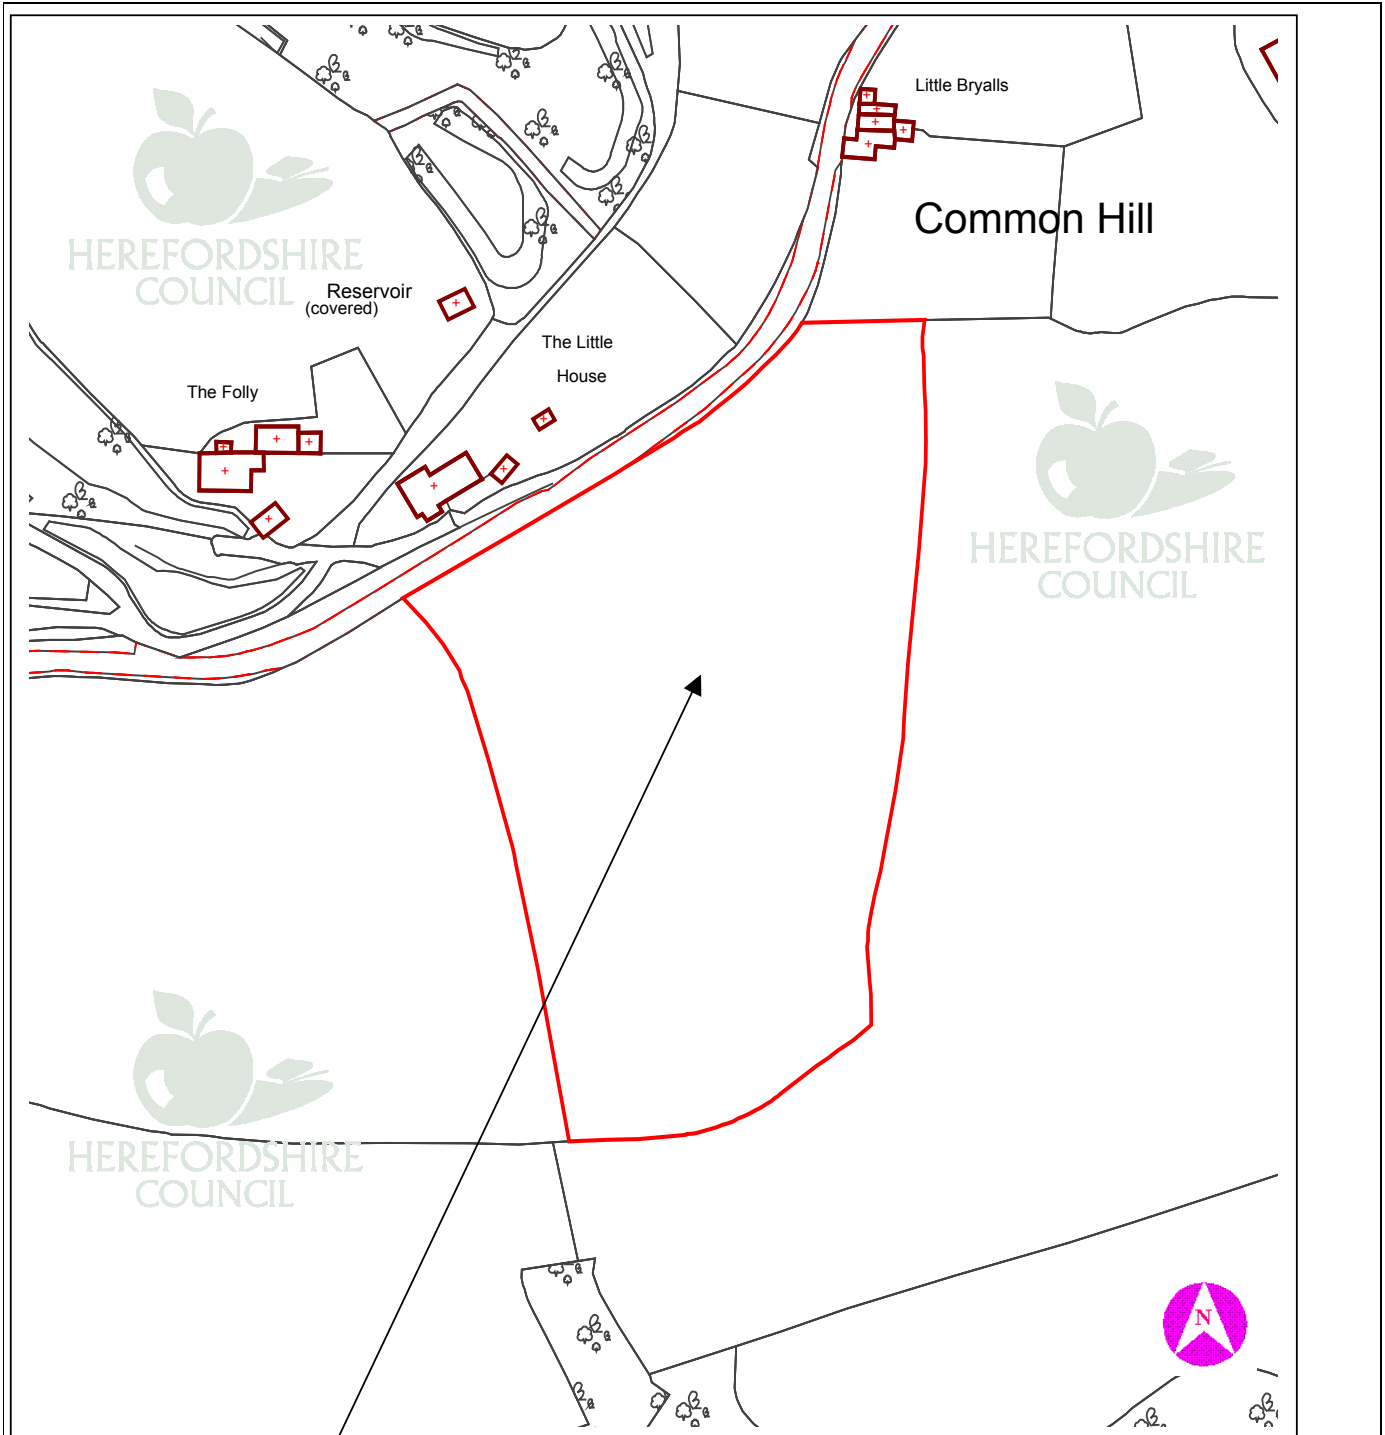 Little Bryalls
Common Hill
HEREFORDSHIRE
COUNCIL
Reservoir
(covered)
The Little
House
The Folly
HEREFORDSHIRE
COUNCIL
HEREFORDSHIRE
COUNCIL
N